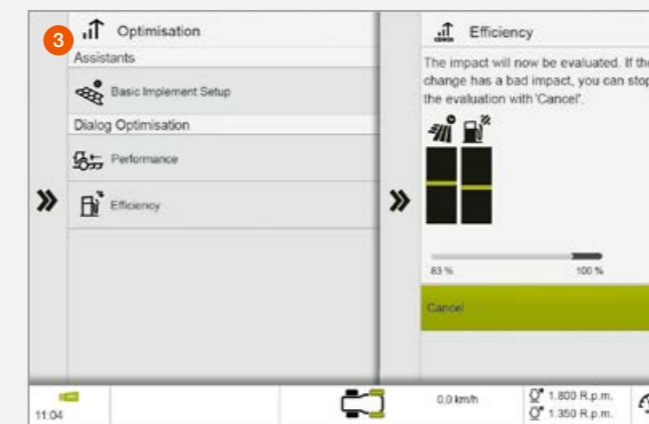 3
Optimisation
Assistants
Basic Implement Setup
Dialog Optimisation
Performance
Efficiency
Efficiency
The impact will now be evaluated. If the
change has a bad impact, you can stop
the evaluation with 'Cancel'.
83 %
100 %
Cancel
11:04
0,0 km/h
1.800 R.p.m.
1.350 R.p.m.